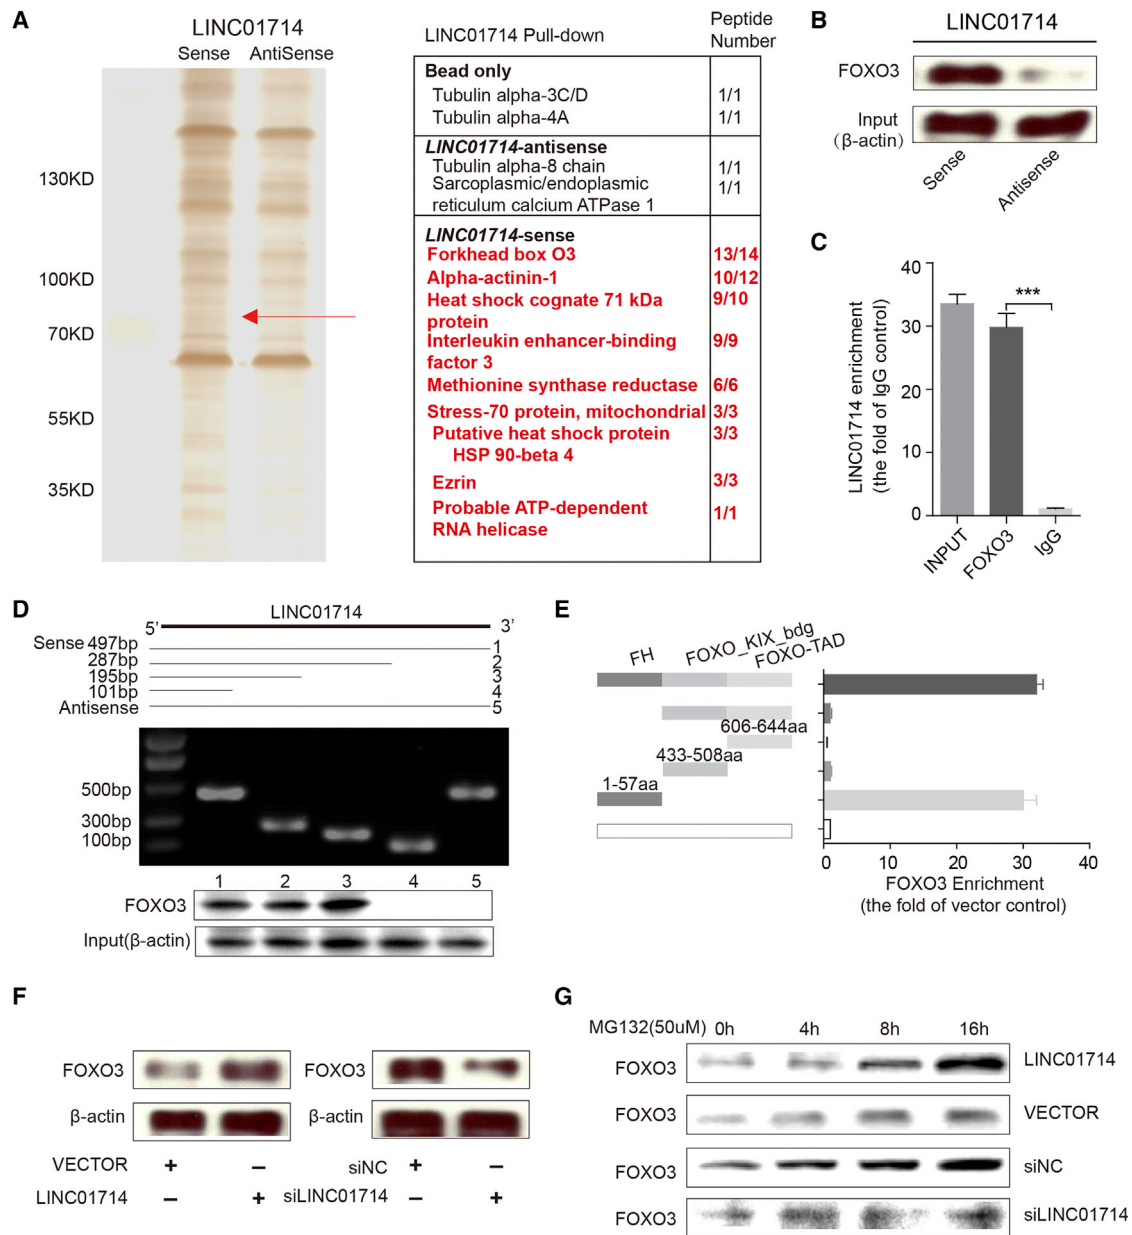 A
LINC01714
Sense AntiSense
130KD
100KD
70KD
55KD
35KD
LINC01714 Pull-down
Peptide
Number
Bead only
Tubulin alpha-3C/D 1/1
Tubulin alpha-4A 1/1
LINC01714-antisense
Tubulin alpha-8 chain 1/1
Sarcoplasmic/endoplasmic 1/1
reticulum calcium ATPase 1
LINC01714-sense
Forkhead box O3 13/14
Alpha-actinin-1 10/12
Heat shock cognate 71 kDa 9/10
protein
Interleukin enhancer-binding 9/9
factor 3
Methionine synthase reductase 6/6
Stress-70 protein, mitochondrial 3/3
Putative heat shock protein 3/3
HSP 90-beta 4
Ezrin 3/3
Probable ATP-dependent 1/1
RNA helicase
B
LINC01714
FOXO3
Input
(β-actin)
Sense
Antisense
C
LINC01714 enrichment
(the fold of IgG control)
40
30
20
10
0
***
INPUT
FOXO3
IgG
D
LINC01714
5’ 3’
Sense 497bp 1
287bp 2
195bp 3
101bp 4
Antisense 5
500bp
300bp
100bp
1 2 3 4 5
FOXO3
Input(β-actin)
E
FH
FOXO_KIX_bdg
FOXO-TAD
606-644aa
433-508aa
1-57aa
0 10 20 30 40
FOXO3 Enrichment
(the fold of vector control)
F
FOXO3
β-actin
VECTOR + –
LINC01714 – +
FOXO3
β-actin
siNC + –
siLINC01714 – +
G
MG132(50uM) 0h 4h 8h 16h
FOXO3 LINC01714
FOXO3 VECTOR
FOXO3 siNC
FOXO3 siLINC01714